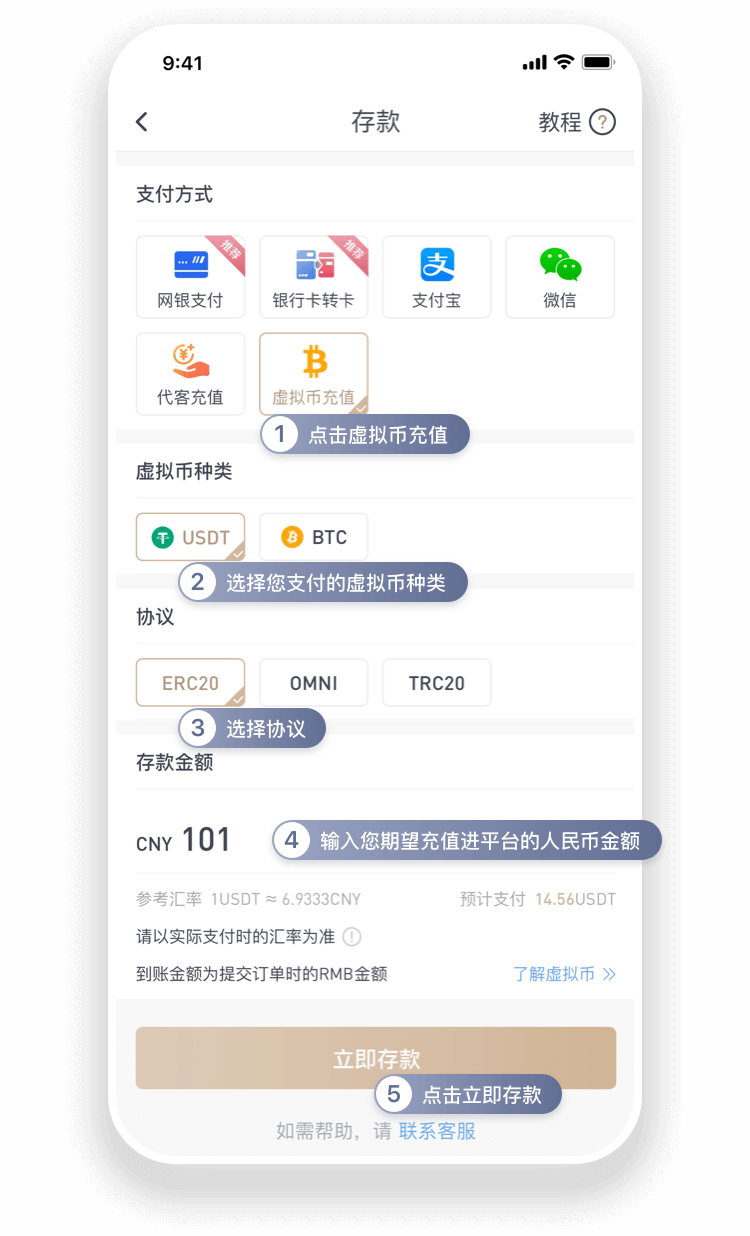 9:41
存款
教程 ?
支付方式
推荐
推荐
网银支付 银行卡转卡 支付宝 微信
代客充值 虚拟币充值
1 点击虚拟币充值
虚拟币种类
USDT BTC
2 选择您支付的虚拟币种类
协议
ERC20 OMNI TRC20
3 选择协议
存款金额
CNY 101
4 输入您期望充值进平台的人民币金额
参考汇率 1USDT ≈ 6.9333CNY 预计支付 14.56USDT
请以实际支付时的汇率为准
到账金额为提交订单时的RMB金额 了解虚拟币 >>
立即存款
5 点击立即存款
如需帮助，请 联系客服